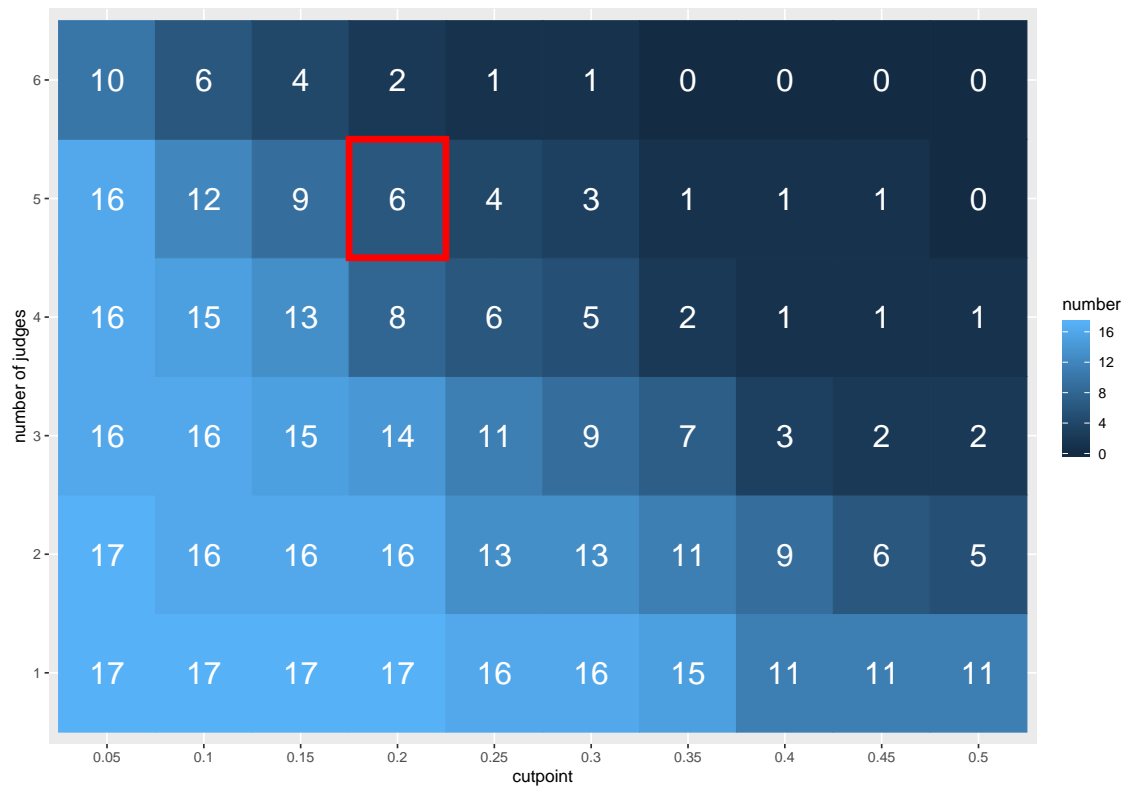 6 10 6 4 2 1 1 0 0 0 0
5 16 12 9 6 4 3 1 1 1 0
4 16 15 13 8 6 5 2 1 1 1
3 16 16 15 14 11 9 7 3 2 2
2 17 16 16 16 13 13 11 9 6 5
1 17 17 17 17 16 16 15 11 11 11
0.05 0.1 0.15 0.2 0.25 0.3 0.35 0.4 0.45 0.5
cutpoint
number of judges
number
16
12
8
4
0